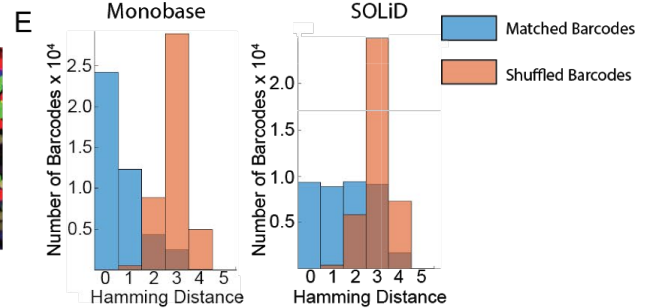 E
Monobase
Number of Barcodes x 10⁴
2.5
2.0
1.5
1.0
0.5
0 1 2 3 4 5
Hamming Distance
SOLiD
Number of Barcodes x 10⁴
2.0
1.5
1.0
0.5
0 1 2 3 4 5
Hamming Distance
Matched Barcodes
Shuffled Barcodes